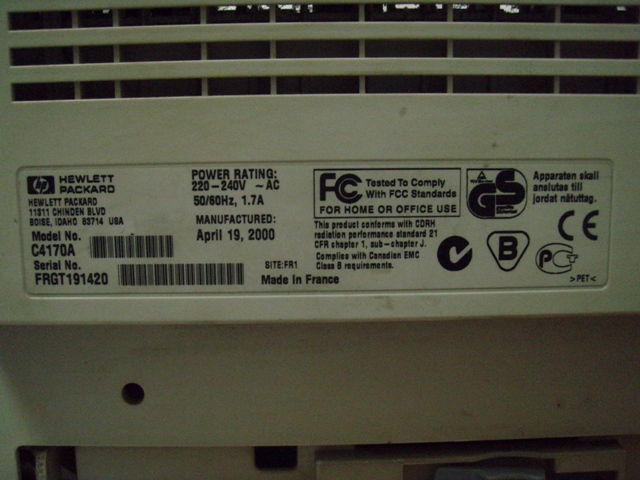 hp HEWLETT
PACKARD
HEWLETT PACKARD
11311 CHINDEN BLVD
BOISE, IDAHO 83714 USA
Model No.
C4170A
Serial No.
FRGT191420
POWER RATING:
220-240V ~ AC
50/60Hz, 1.7A
MANUFACTURED:
April 19, 2000
SITE:FR1
Made In France
FCC Tested To Comply
With FCC Standards
FOR HOME OR OFFICE USE
This product conforms with CDRH
radiation performance standard 21
CFR chapter 1, sub-chapter J.
Complies with Canadian EMC
Class B requirements.
GS
Apparaten skall
anslutas till
jordat nätuttag.
CE
B
PCT
>PET<